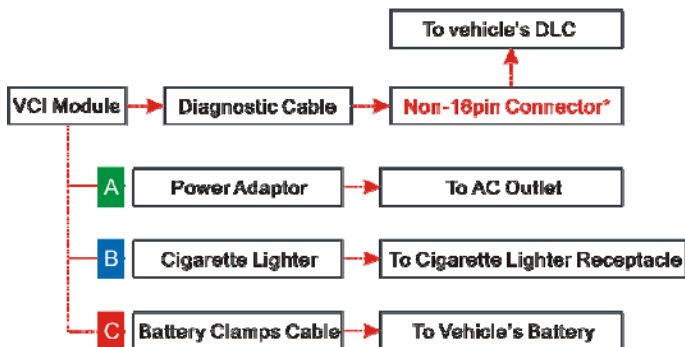 To vehicle's DLC
VCI Module
Diagnostic Cable
Non-16pin Connector*
A
Power Adaptor
To AC Outlet
B
Cigarette Lighter
To Cigarette Lighter Receptacle
C
Battery Clamps Cable
To Vehicle's Battery